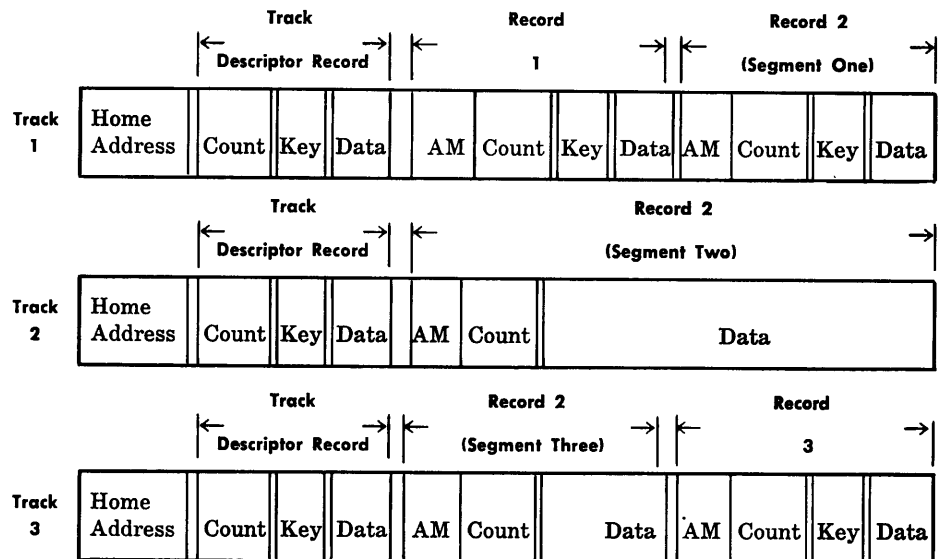 Track Record Record 2
Descriptor Record 1 (Segment One)
Track 1 Home Address Count Key Data AM Count Key Data AM Count Key Data
Track Record 2
Descriptor Record (Segment Two)
Track 2 Home Address Count Key Data AM Count Data
Track Record 2 Record
Descriptor Record (Segment Three) 3
Track 3 Home Address Count Key Data AM Count Data AM Count Key Data